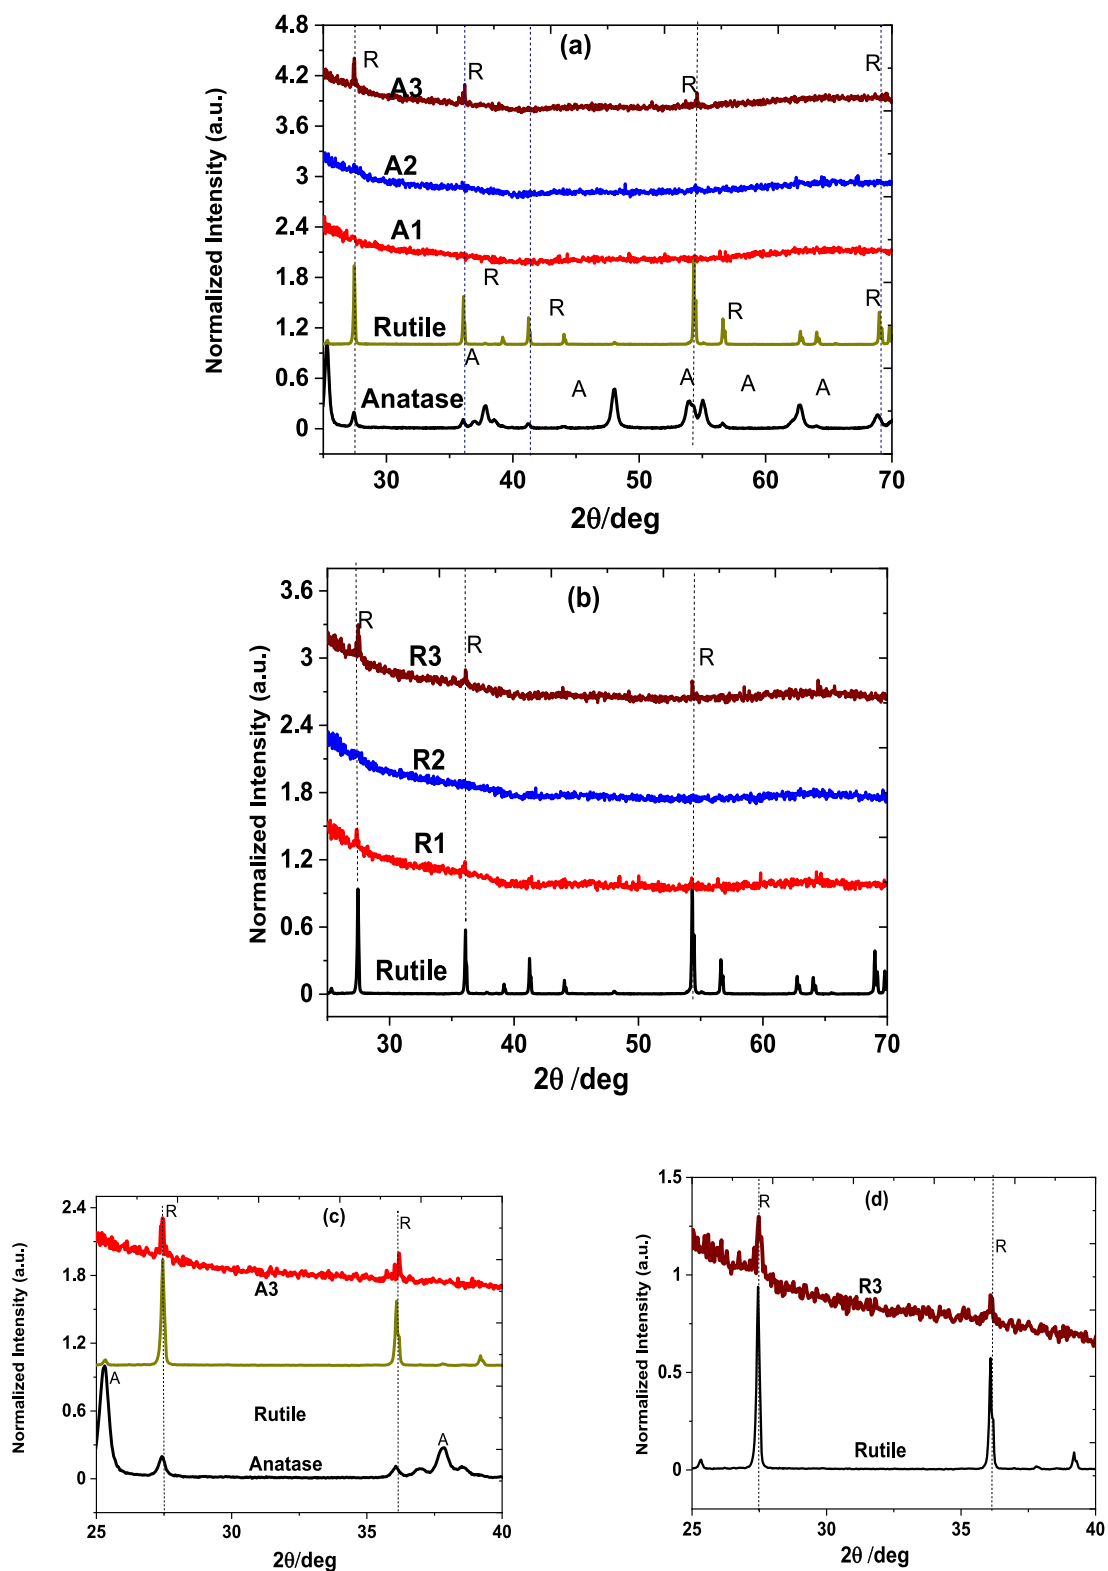 (a)
4.8
4.2
3.6
3
2.4
1.8
1.2
0.6
0
Normalized Intensity (a.u.)
R
R
R
R
A3
A2
A1
R
R
R
R
Rutile
A
A
A
A
A
Anatase
30
40
50
60
70
2θ/deg
(b)
3.6
3
2.4
1.8
1.2
0.6
0
Normalized Intensity (a.u.)
R
R
R
R3
R2
R1
Rutile
30
40
50
60
70
2θ /deg
(c)
2.4
1.8
1.2
0.6
0
Normalized Intensity (a.u.)
R
R
A3
A
Rutile
A
Anatase
25
30
35
40
2θ/deg
(d)
1.5
1
0.5
0
Normalized Intensity (a.u.)
R
R
R3
Rutile
25
30
35
40
2θ /deg